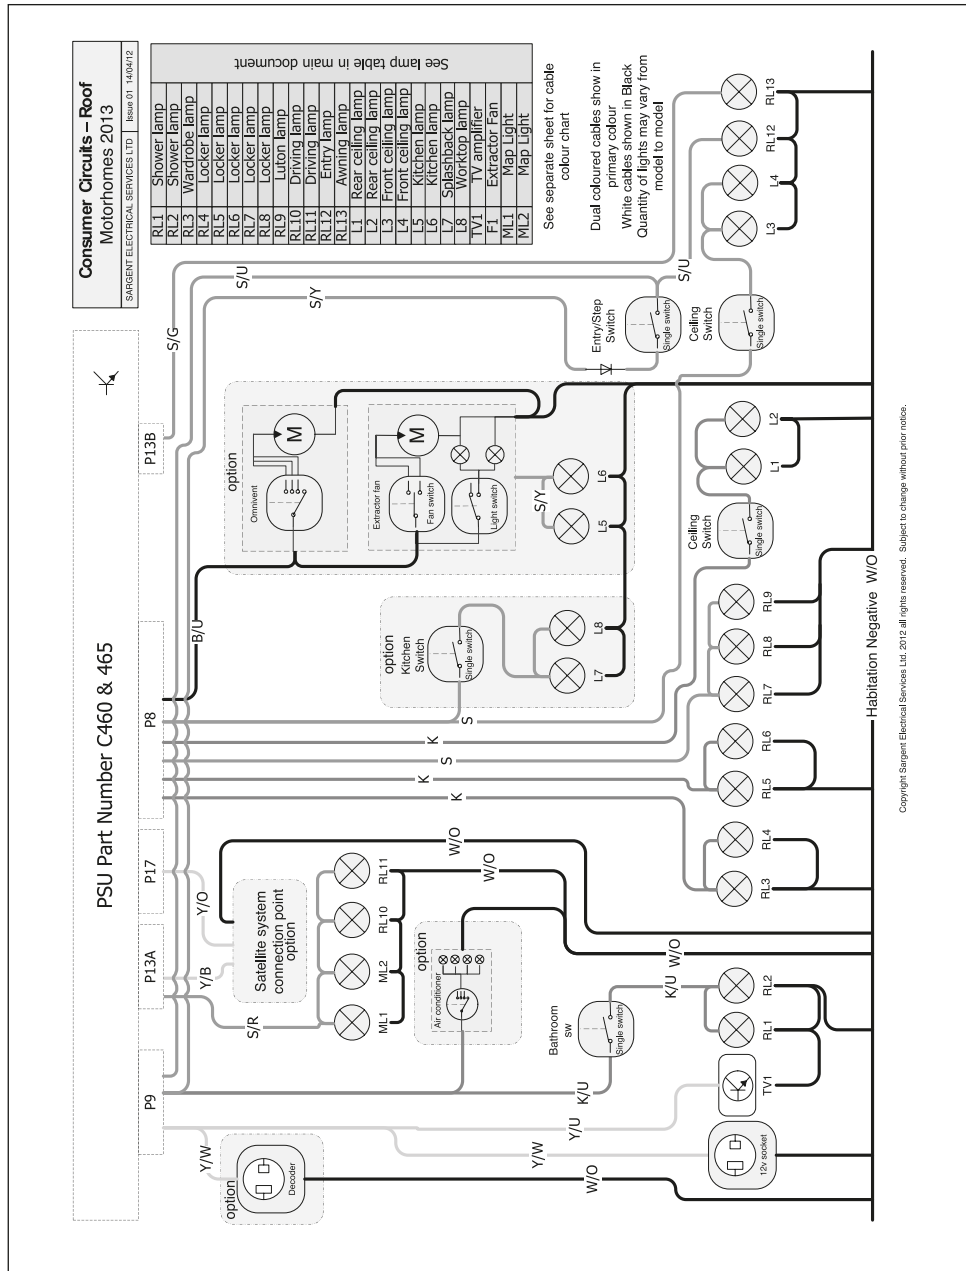 Consumer Circuits – Roof
Motorhomes 2013
SARGENT ELECTRICAL SERVICES LTD
Issue 01 14/04/12
RL1 Shower lamp
RL2 Shower lamp
RL3 Wardrobe lamp
RL4 Locker lamp
RL5 Locker lamp
RL6 Locker lamp
RL7 Locker lamp
RL8 Locker lamp
RL9 Luton lamp
RL10 Driving lamp
RL11 Driving lamp
RL12 Entry lamp
RL13 Awning lamp
L1 Rear ceiling lamp
L2 Rear ceiling lamp
L3 Front ceiling lamp
L4 Front ceiling lamp
L5 Kitchen lamp
L6 Kitchen lamp
L7 Splashback lamp
L8 Worktop lamp
TV1 TV amplifier
F1 Extractor Fan
ML1 Map Light
ML2 Map Light
See lamp table in main document
See separate sheet for cable
colour chart
Dual coloured cables show in
primary colour
White cables shown in Black
Quantity of lights may vary from
model to model
PSU Part Number C460 & 465
P9
P13A
P17
P8
P13B
Y/W
option
Decoder
W/O
Y/W
12v socket
Y/U
TV1
K/U
Bathroom
sw
Single switch
K/U
RL1
RL2
S/R
Y/B
Y/O
Satellite system
connection point
option
ML1
ML2
RL10
RL11
W/O
W/O
W/O
option
Air conditioner
K
K
S
K
S
RL3
RL4
RL5
RL6
RL7
RL8
RL9
B/U
option
Kitchen
Switch
Single switch
L7
L8
option
Omnivent
M
Extractor fan
M
Fan switch
Light switch
S/Y
L5
L6
Ceiling
Switch
Single switch
L1
L2
S/G
S/U
S/Y
Entry/Step
Switch
Single switch
S/U
Ceiling
Switch
Single switch
L3
L4
RL12
RL13
Habitation Negative W/O
Copyright Sargent Electrical Services Ltd. 2012 all rights reserved. Subject to change without prior notice.